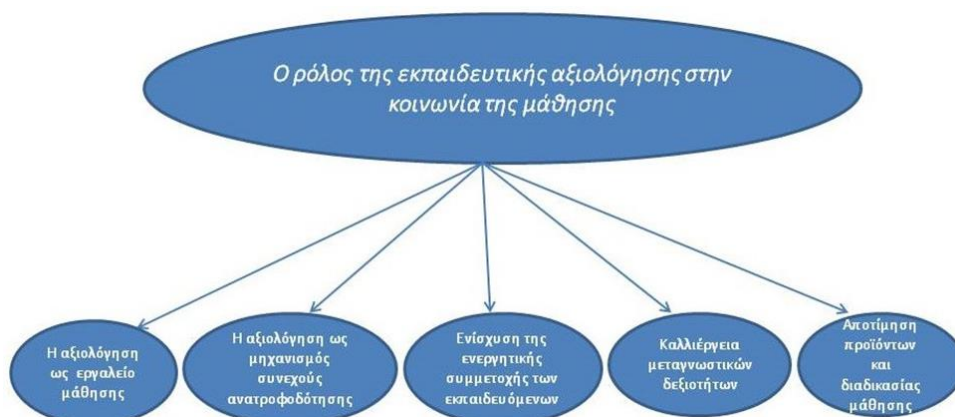 Ο ρόλος της εκπαιδευτικής αξιολόγησης στην
κοινωνία της μάθησης
Η αξιολόγηση
ως εργαλείο
μάθησης
Η αξιολόγηση ως
μηχανισμός
συνεχούς
ανατροφοδότησης
Ενίσχυση της
ενεργητικής
συμμετοχής των
εκπαιδευόμενων
Καλλιέργεια
μεταγνωστικών
δεξιοτήτων
Αποτίμηση
προϊόντων
και
διαδικασίας
μάθησης